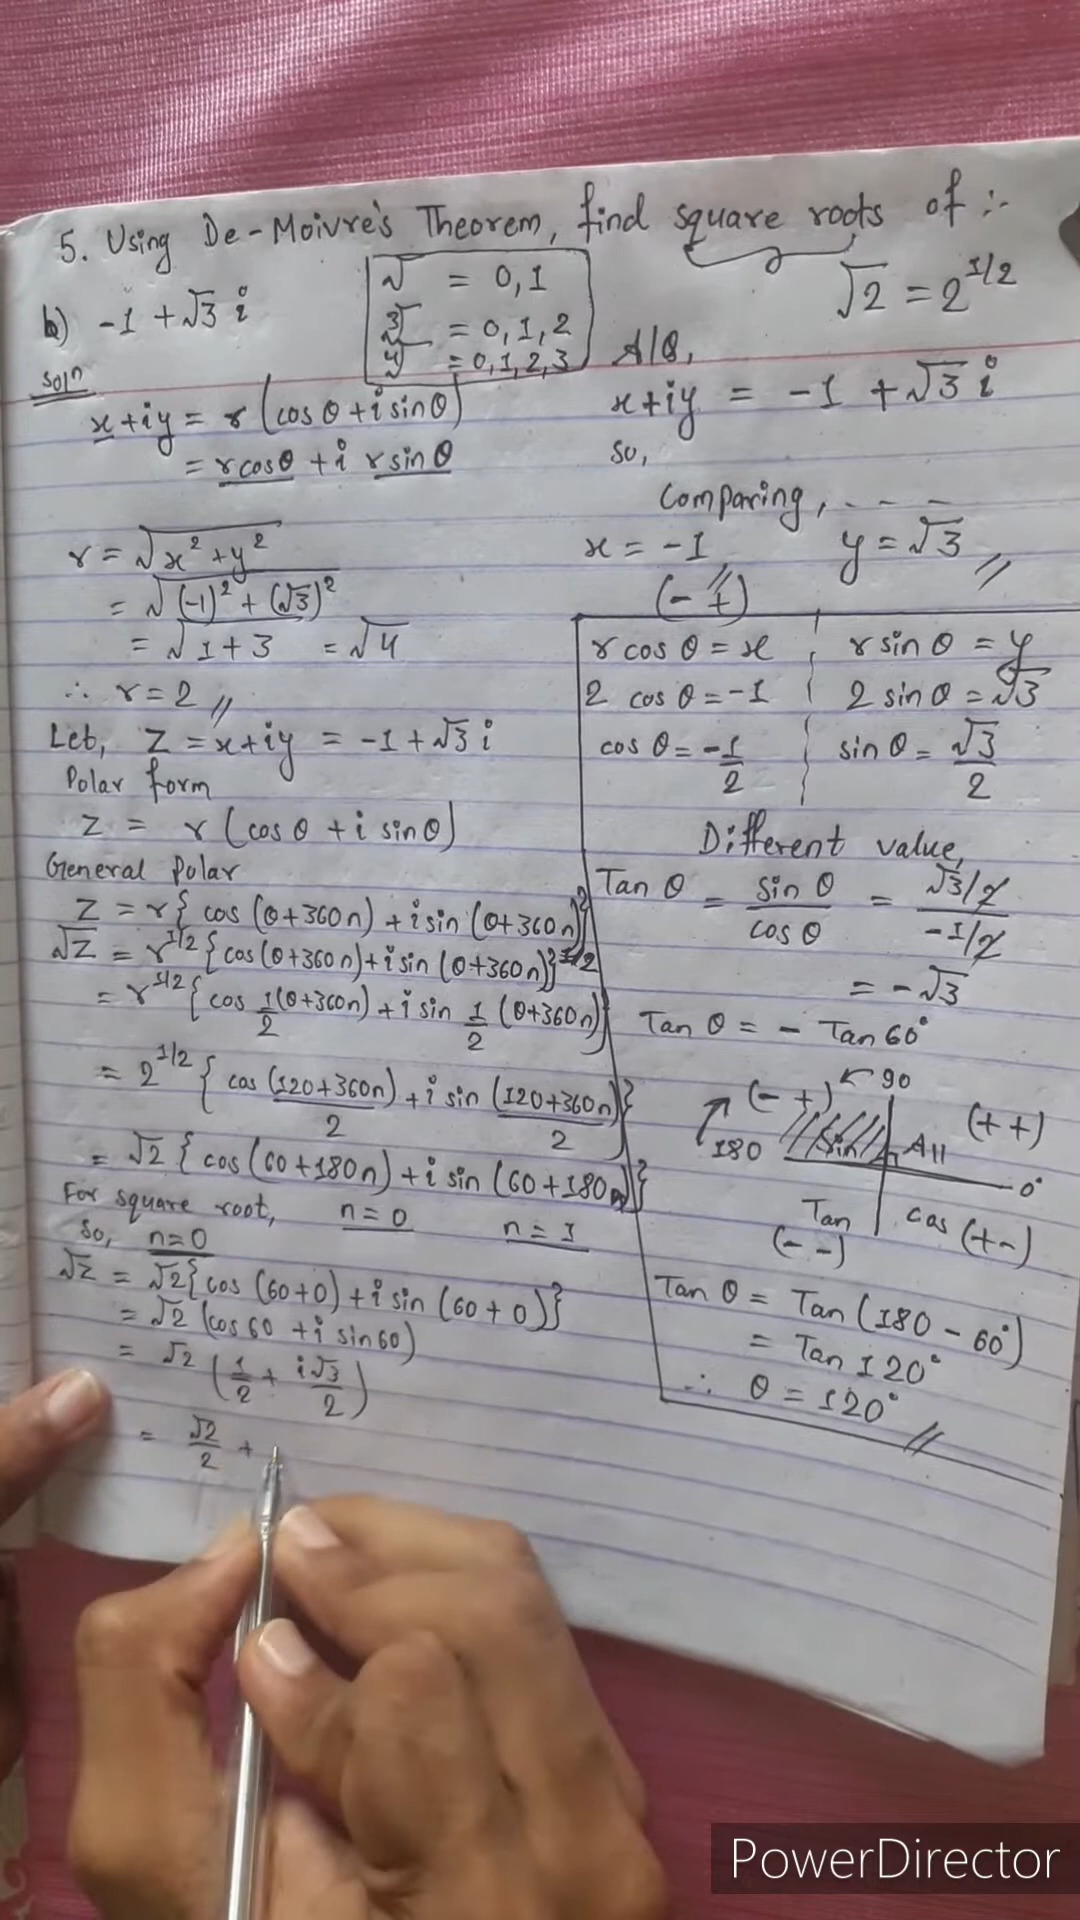 5. Using De-Moivre's Theorem, find square roots of :-
b) -1 + √3 i
√ = 0, 1
∛ = 0, 1, 2
∜ = 0, 1, 2, 3
√2 = 2^1/2
Solⁿ
x+iy = r (cos θ + i sin θ)
= r cos θ + i r sin θ
r = √x² + y²
= √(-1)² + (√3)²
= √1+3 = √4
∴ r = 2 //
Let, Z = x+iy = -1 + √3 i
Polar form
Z = r (cos θ + i sin θ)
General Polar
Z = r { cos (θ+360n) + i sin (θ+360n)}
√Z = r^1/2 {cos (θ+360n) + i sin (θ+360n)}^1/2
= r^1/2 { cos 1/2 (θ+360n) + i sin 1/2 (θ+360n)}
= 2^1/2 { cos (120+360n)/2 + i sin (120+360n)/2 }
= √2 { cos (60+180n) + i sin (60+180n)}
For square root, n=0 n=1
So, n=0
√Z = √2 {cos (60+0) + i sin (60+0)}
= √2 (cos 60 + i sin 60)
= √2 (1/2 + i√3/2)
= √2/2 +
A/Q,
x+iy = -1 + √3 i
so,
Comparing, - - -
x = -1 y = √3 //
(- +)
r cos θ = x r sin θ = y
2 cos θ = -1 2 sin θ = √3
cos θ = -1/2 sin θ = √3/2
Different value,
Tan θ = sin θ/cos θ = √3/2 / -1/2
= -√3
Tan θ = - Tan 60°
(- +) 90 (+ +)
180 Sin All 0°
Tan cos (+ -)
(- -)
Tan θ = Tan (180 - 60°)
= Tan 120°
∴ θ = 120° //
PowerDirector